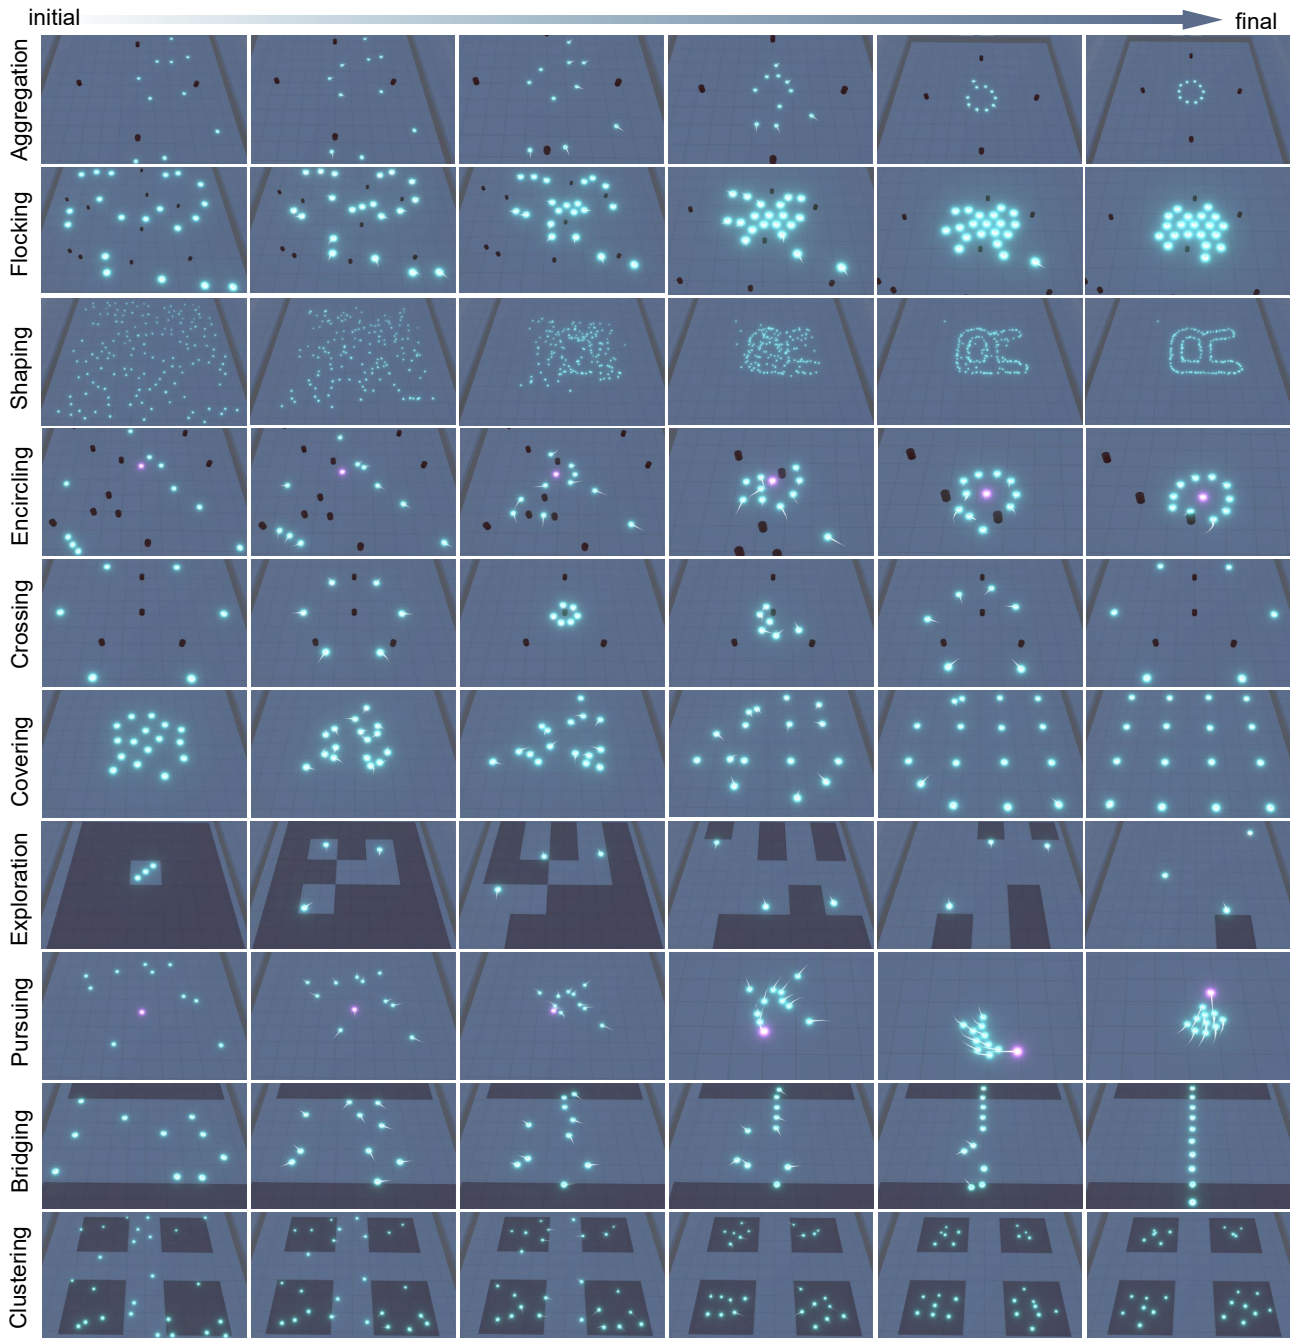 initial
final
Aggregation
Flocking
Shaping
Encircling
Crossing
Covering
Exploration
Pursuing
Bridging
Clustering